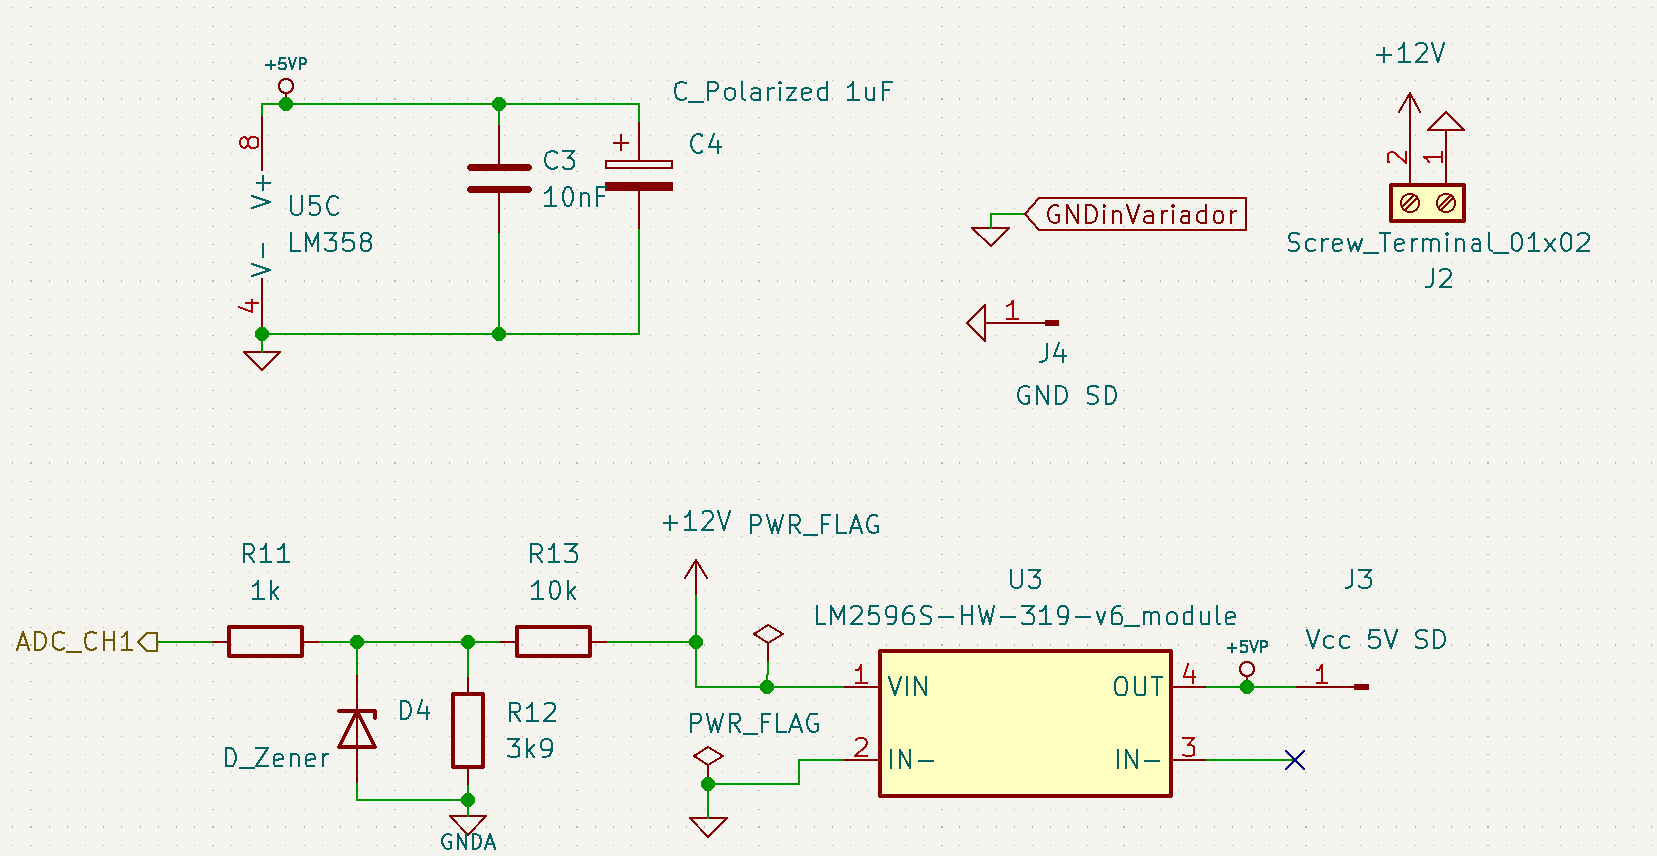 +5VP
C_Polarized 1uF
+
C4
8
C3
10nF
V+
U5C
LM358
V-
4
GNDinVariador
+12V
2
1
Screw_Terminal_01x02
J2
1
J4
GND SD
+12V
PWR_FLAG
R11
1k
R13
10k
ADC_CH1
D4
D_Zener
R12
3k9
GNDA
PWR_FLAG
U3
LM2596S-HW-319-v6_module
1
VIN
OUT
4
2
IN-
IN-
3
+5VP
J3
Vcc 5V SD
1